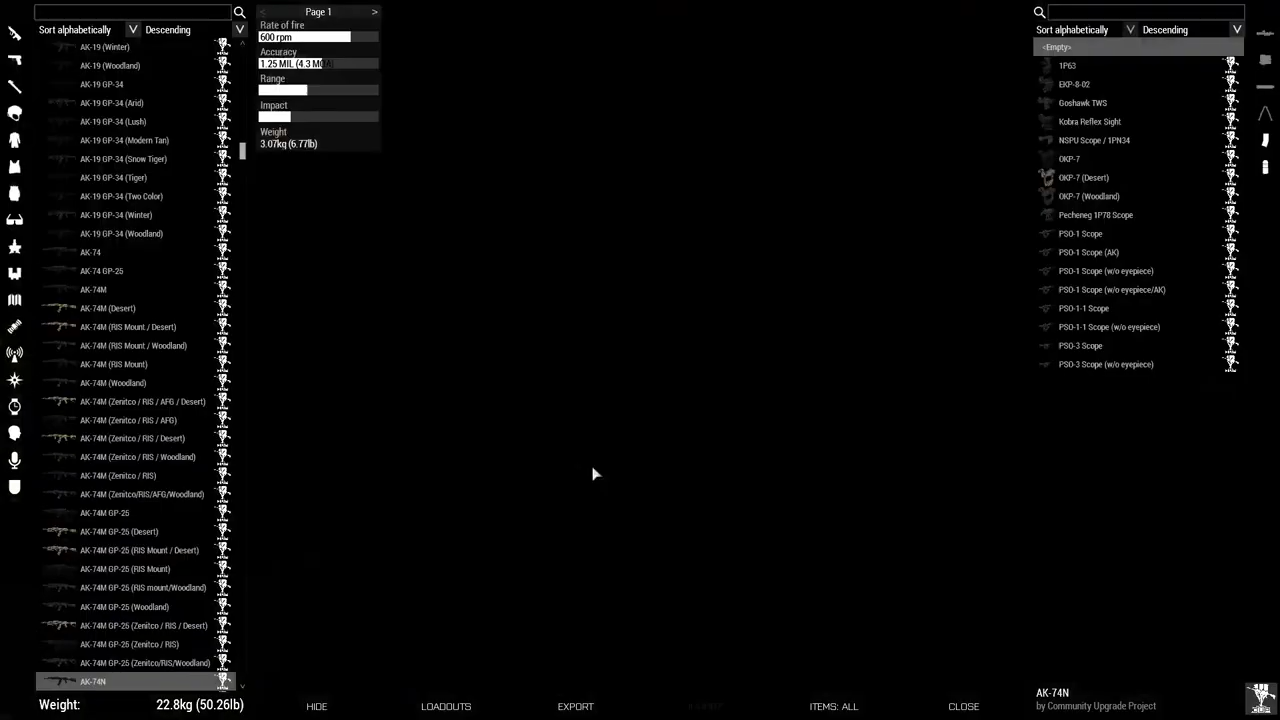 Sort alphabetically
Descending
AK-19 (Winter)
AK-19 (Woodland)
AK-19 GP-34
AK-19 GP-34 (Arid)
AK-19 GP-34 (Lush)
AK-19 GP-34 (Modern Tan)
AK-19 GP-34 (Snow Tiger)
AK-19 GP-34 (Tiger)
AK-19 GP-34 (Two Color)
AK-19 GP-34 (Winter)
AK-19 GP-34 (Woodland)
AK-74
AK-74 GP-25
AK-74M
AK-74M (Desert)
AK-74M (RIS Mount / Desert)
AK-74M (RIS Mount / Woodland)
AK-74M (RIS Mount)
AK-74M (Woodland)
AK-74M (Zenitco / RIS / AFG / Desert)
AK-74M (Zenitco / RIS / AFG)
AK-74M (Zenitco / RIS / Desert)
AK-74M (Zenitco / RIS / Woodland)
AK-74M (Zenitco / RIS)
AK-74M (Zenitco/RIS/AFG/Woodland)
AK-74M GP-25
AK-74M GP-25 (Desert)
AK-74M GP-25 (RIS Mount / Desert)
AK-74M GP-25 (RIS Mount)
AK-74M GP-25 (RIS mount/Woodland)
AK-74M GP-25 (Woodland)
AK-74M GP-25 (Zenitco / RIS / Desert)
AK-74M GP-25 (Zenitco / RIS)
AK-74M GP-25 (Zenitco/RIS/Woodland)
AK-74N
Weight: 22.8kg (50.26lb)
< Page 1 >
Rate of fire
600 rpm
Accuracy
1.25 MIL (4.3 MOA)
Range
Impact
Weight
3.07kg (6.77lb)
Sort alphabetically
Descending
<Empty>
1P63
EKP-8-02
Goshawk TWS
Kobra Reflex Sight
NSPU Scope / 1PN34
OKP-7
OKP-7 (Desert)
OKP-7 (Woodland)
Pecheneg 1P78 Scope
PSO-1 Scope
PSO-1 Scope (AK)
PSO-1 Scope (w/o eyepiece)
PSO-1 Scope (w/o eyepiece/AK)
PSO-1-1 Scope
PSO-1-1 Scope (w/o eyepiece)
PSO-3 Scope
PSO-3 Scope (w/o eyepiece)
AK-74N
by Community Upgrade Project
HIDE
LOADOUTS
EXPORT
ITEMS: ALL
CLOSE